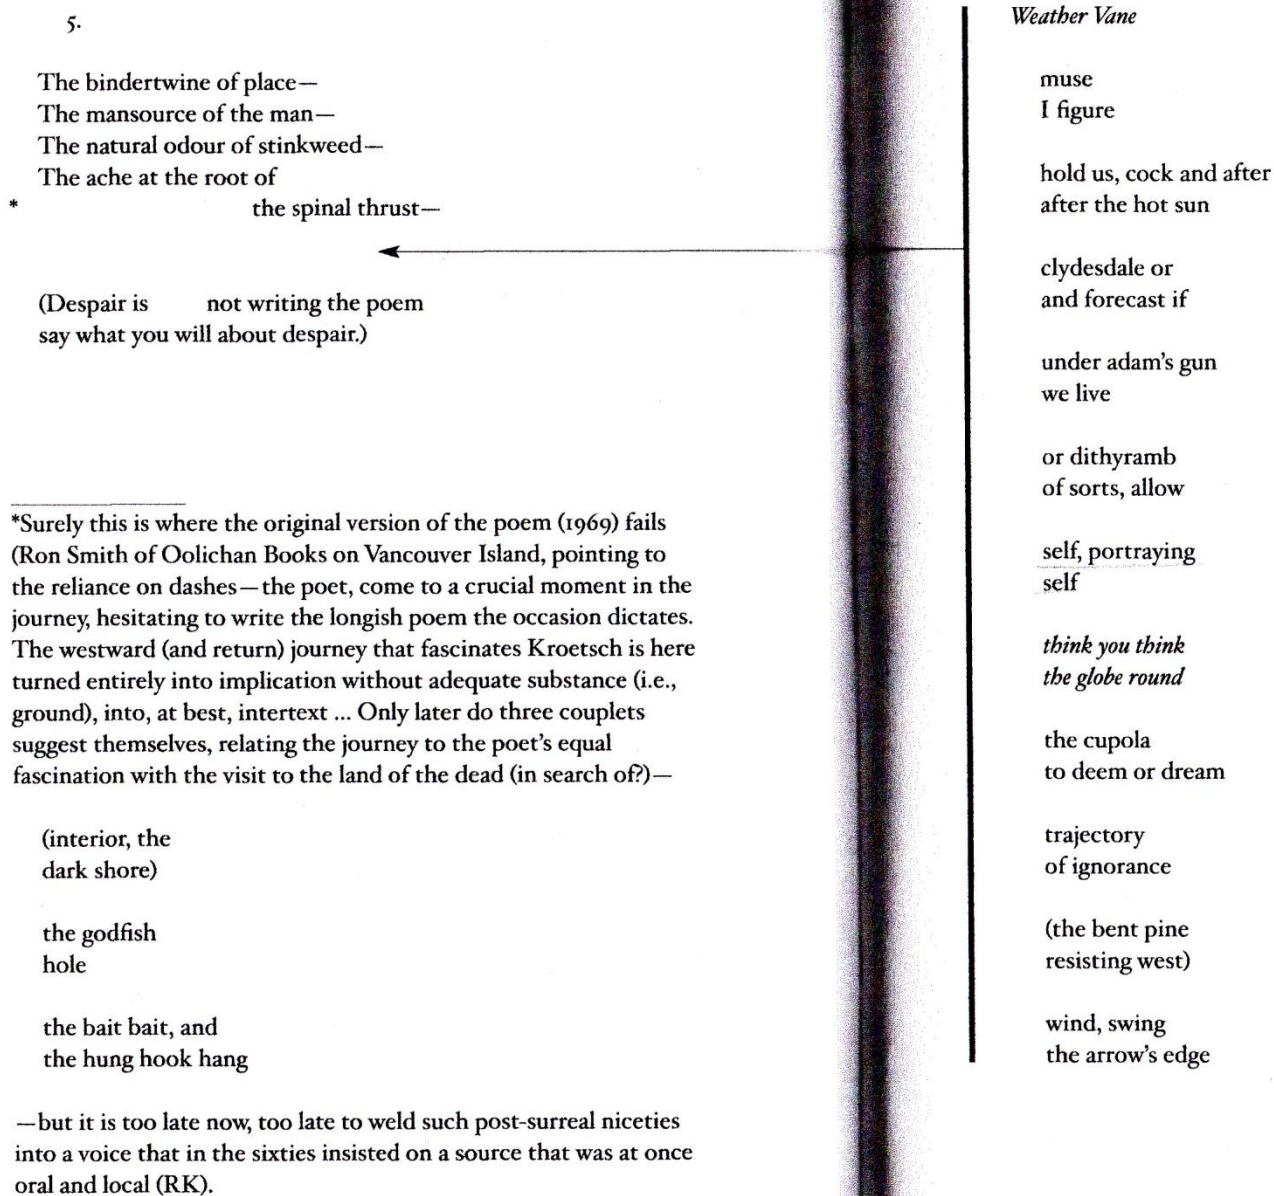 5.
The bindertwine of place—
The mansource of the man—
The natural odour of stinkweed—
The ache at the root of
* the spinal thrust—
(Despair is not writing the poem
say what you will about despair.)
*Surely this is where the original version of the poem (1969) fails
(Ron Smith of Oolichan Books on Vancouver Island, pointing to
the reliance on dashes—the poet, come to a crucial moment in the
journey, hesitating to write the longish poem the occasion dictates.
The westward (and return) journey that fascinates Kroetsch is here
turned entirely into implication without adequate substance (i.e.,
ground), into, at best, intertext ... Only later do three couplets
suggest themselves, relating the journey to the poet's equal
fascination with the visit to the land of the dead (in search of?)—
(interior, the
dark shore)
the godfish
hole
the bait bait, and
the hung hook hang
—but it is too late now, too late to weld such post-surreal niceties
into a voice that in the sixties insisted on a source that was at once
oral and local (RK).
Weather Vane
muse
I figure
hold us, cock and after
after the hot sun
clydesdale or
and forecast if
under adam's gun
we live
or dithyramb
of sorts, allow
self, portraying
self
think you think
the globe round
the cupola
to deem or dream
trajectory
of ignorance
(the bent pine
resisting west)
wind, swing
the arrow's edge